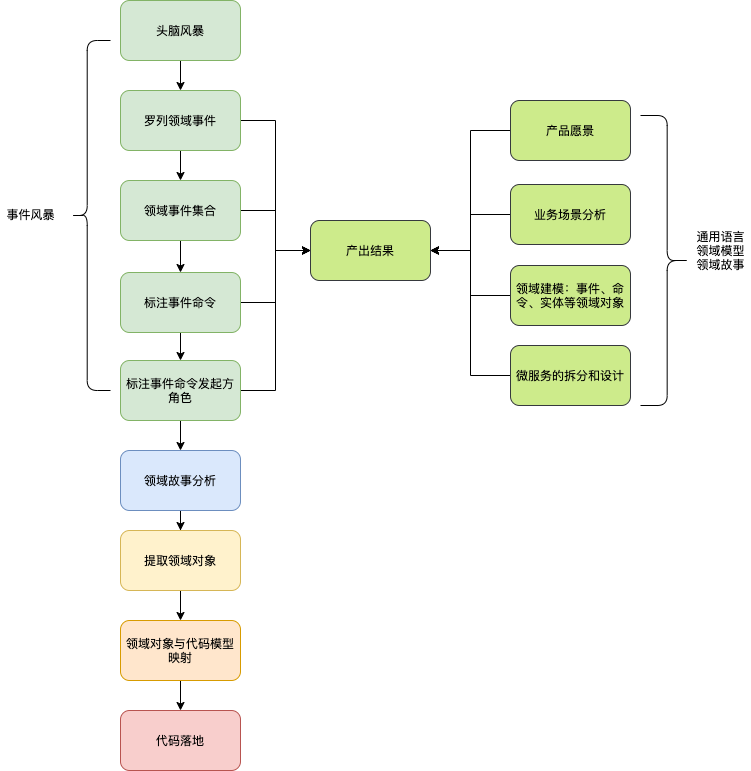 头脑风暴
罗列领域事件
领域事件集合
标注事件命令
标注事件命令发起方
角色
事件风暴
领域故事分析
提取领域对象
领域对象与代码模型
映射
代码落地
产出结果
产品愿景
业务场景分析
领域建模：事件、命
令、实体等领域对象
微服务的拆分和设计
通用语言
领域模型
领域故事